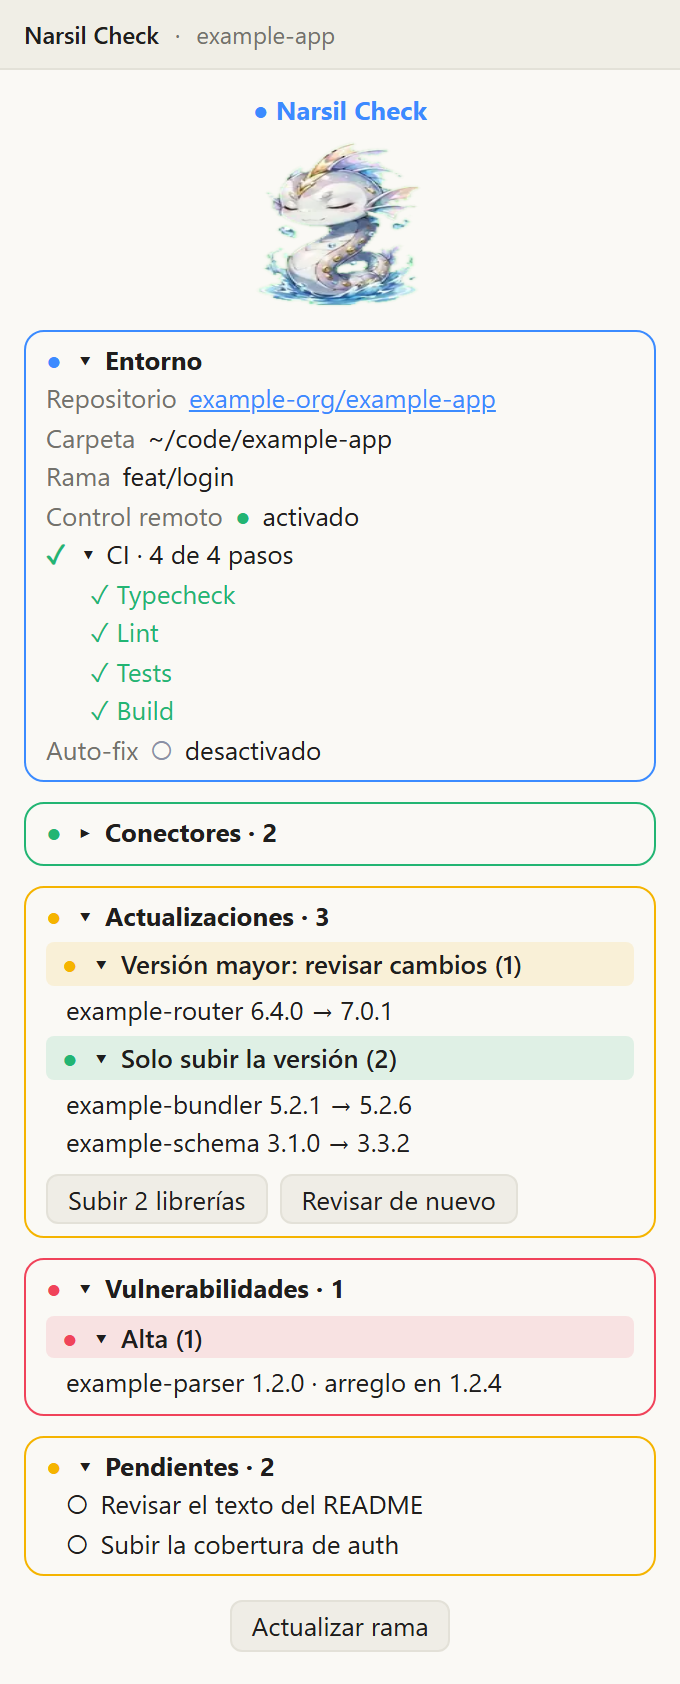 Narsil Check · example-app
● Narsil Check
● ▾ Entorno
Repositorio example-org/example-app
Carpeta ~/code/example-app
Rama feat/login
Control remoto ● activado
✓ ▾ CI · 4 de 4 pasos
✓ Typecheck
✓ Lint
✓ Tests
✓ Build
Auto-fix ○ desactivado
● ▸ Conectores · 2
● ▾ Actualizaciones · 3
● ▾ Versión mayor: revisar cambios (1)
example-router 6.4.0 → 7.0.1
● ▾ Solo subir la versión (2)
example-bundler 5.2.1 → 5.2.6
example-schema 3.1.0 → 3.3.2
Subir 2 librerías Revisar de nuevo
● ▾ Vulnerabilidades · 1
● ▾ Alta (1)
example-parser 1.2.0 · arreglo en 1.2.4
● ▾ Pendientes · 2
○ Revisar el texto del README
○ Subir la cobertura de auth
Actualizar rama